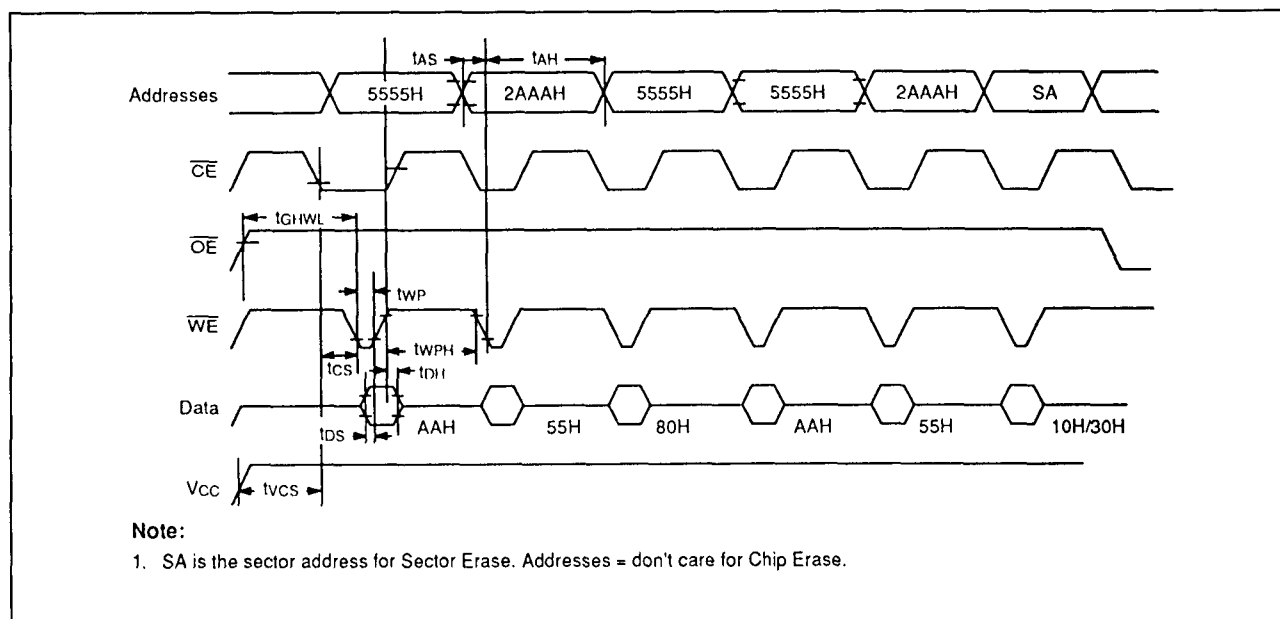 tAS tAH
Addresses 5555H 2AAAH 5555H 5555H 2AAAH SA
CE
tGHWL
OE
tWP
WE
tWPH
tCS tDH
Data
tDS AAH 55H 80H AAH 55H 10H/30H
VCC tVCS
Note:
1. SA is the sector address for Sector Erase. Addresses = don't care for Chip Erase.